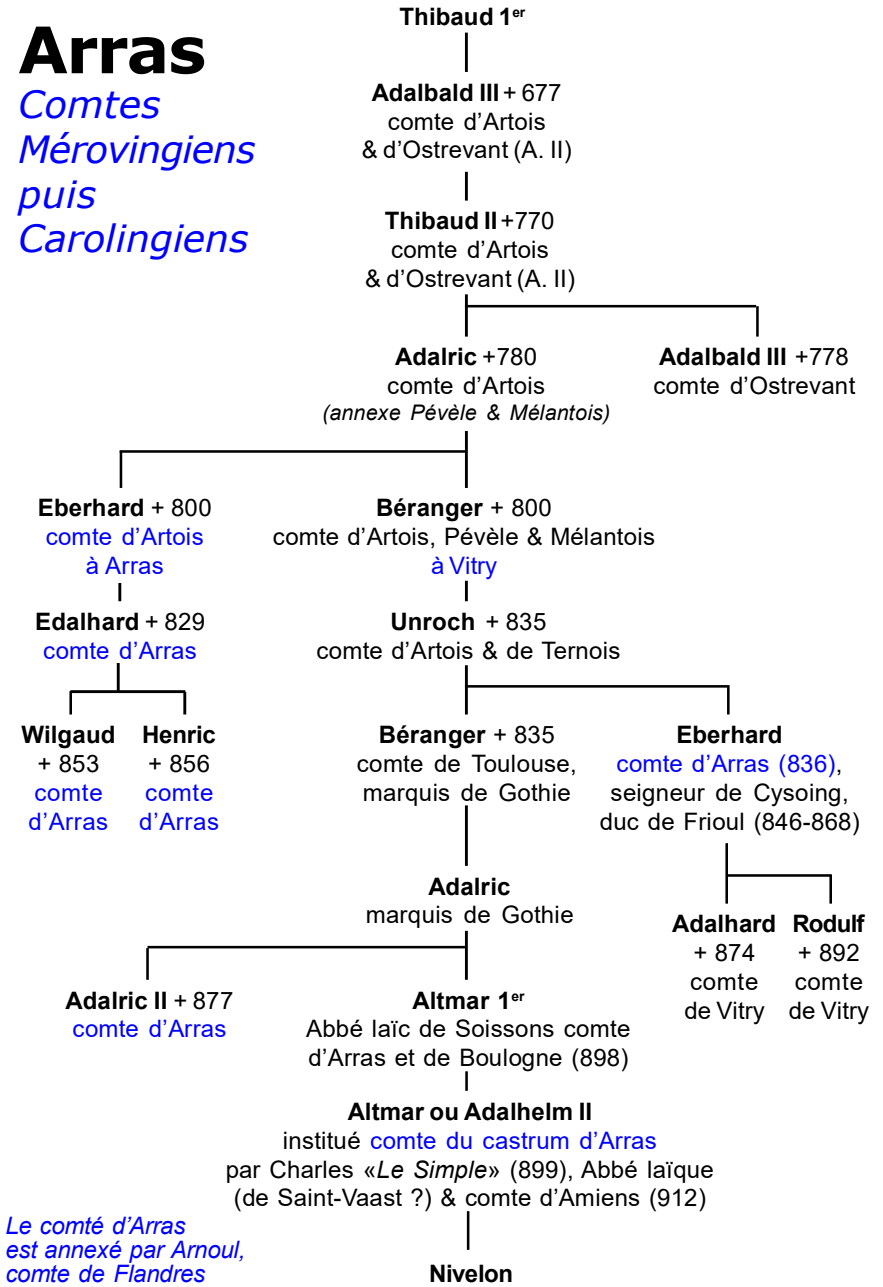 Arras
Comtes
Mérovingiens
puis
Carolingiens
Thibaud 1er
Adalbald III + 677
comte d’Artois
& d’Ostrevant (A. II)
Thibaud II +770
comte d’Artois
& d’Ostrevant (A. II)
Adalric +780
comte d’Artois
(annexe Pévèle & Mélantois)
Adalbald III +778
comte d’Ostrevant
Eberhard + 800
comte d’Artois
à Arras
Béranger + 800
comte d’Artois, Pévèle & Mélantois
à Vitry
Edalhard + 829
comte d’Arras
Unroch + 835
comte d’Artois & de Ternois
Wilgaud
+ 853
comte
d’Arras
Henric
+ 856
comte
d’Arras
Béranger + 835
comte de Toulouse,
marquis de Gothie
Eberhard
comte d’Arras (836),
seigneur de Cysoing,
duc de Frioul (846-868)
Adalric
marquis de Gothie
Adalhard
+ 874
comte
de Vitry
Rodulf
+ 892
comte
de Vitry
Adalric II + 877
comte d’Arras
Altmar 1er
Abbé laïc de Soissons comte
d’Arras et de Boulogne (898)
Altmar ou Adalhelm II
institué comte du castrum d’Arras
par Charles «Le Simple» (899), Abbé laïque
(de Saint-Vaast ?) & comte d’Amiens (912)
Le comté d’Arras
est annexé par Arnoul,
comte de Flandres
Nivelon